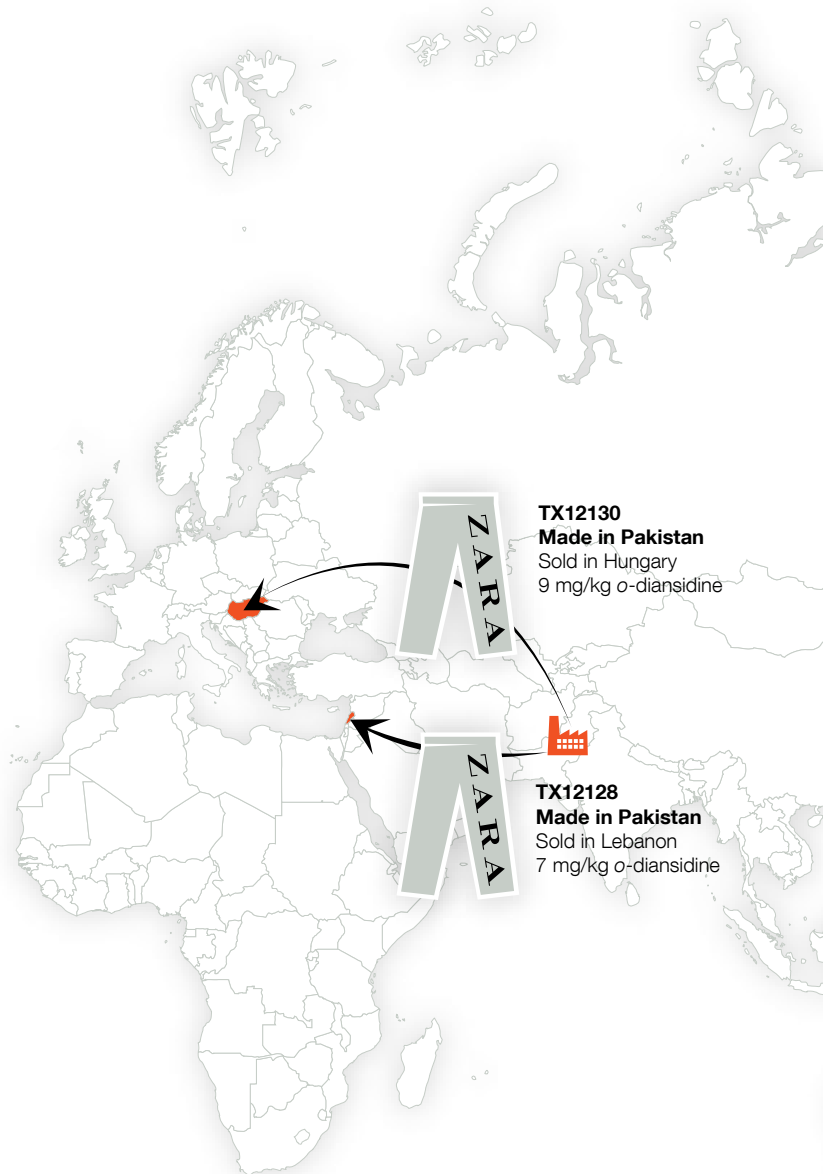 ZARA
TX12130
Made in Pakistan
Sold in Hungary
9 mg/kg o-diansidine
ZARA
TX12128
Made in Pakistan
Sold in Lebanon
7 mg/kg o-diansidine